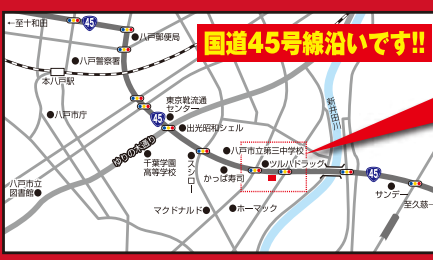 ←至十和田
45
八戸郵便局
国道45号線沿いです!!
八戸警察署
本八戸駅
東京靴流通
センター
新井田川
八戸市庁
45
出光昭和シェル
ゆりの木通り
八戸市立第三中学校
千葉学園
高等学校
スシロー
ツルハドラッグ
かっぱ寿司
45
八戸市立
図書館
サンデー
マクドナルド
ホーマック
至久慈→